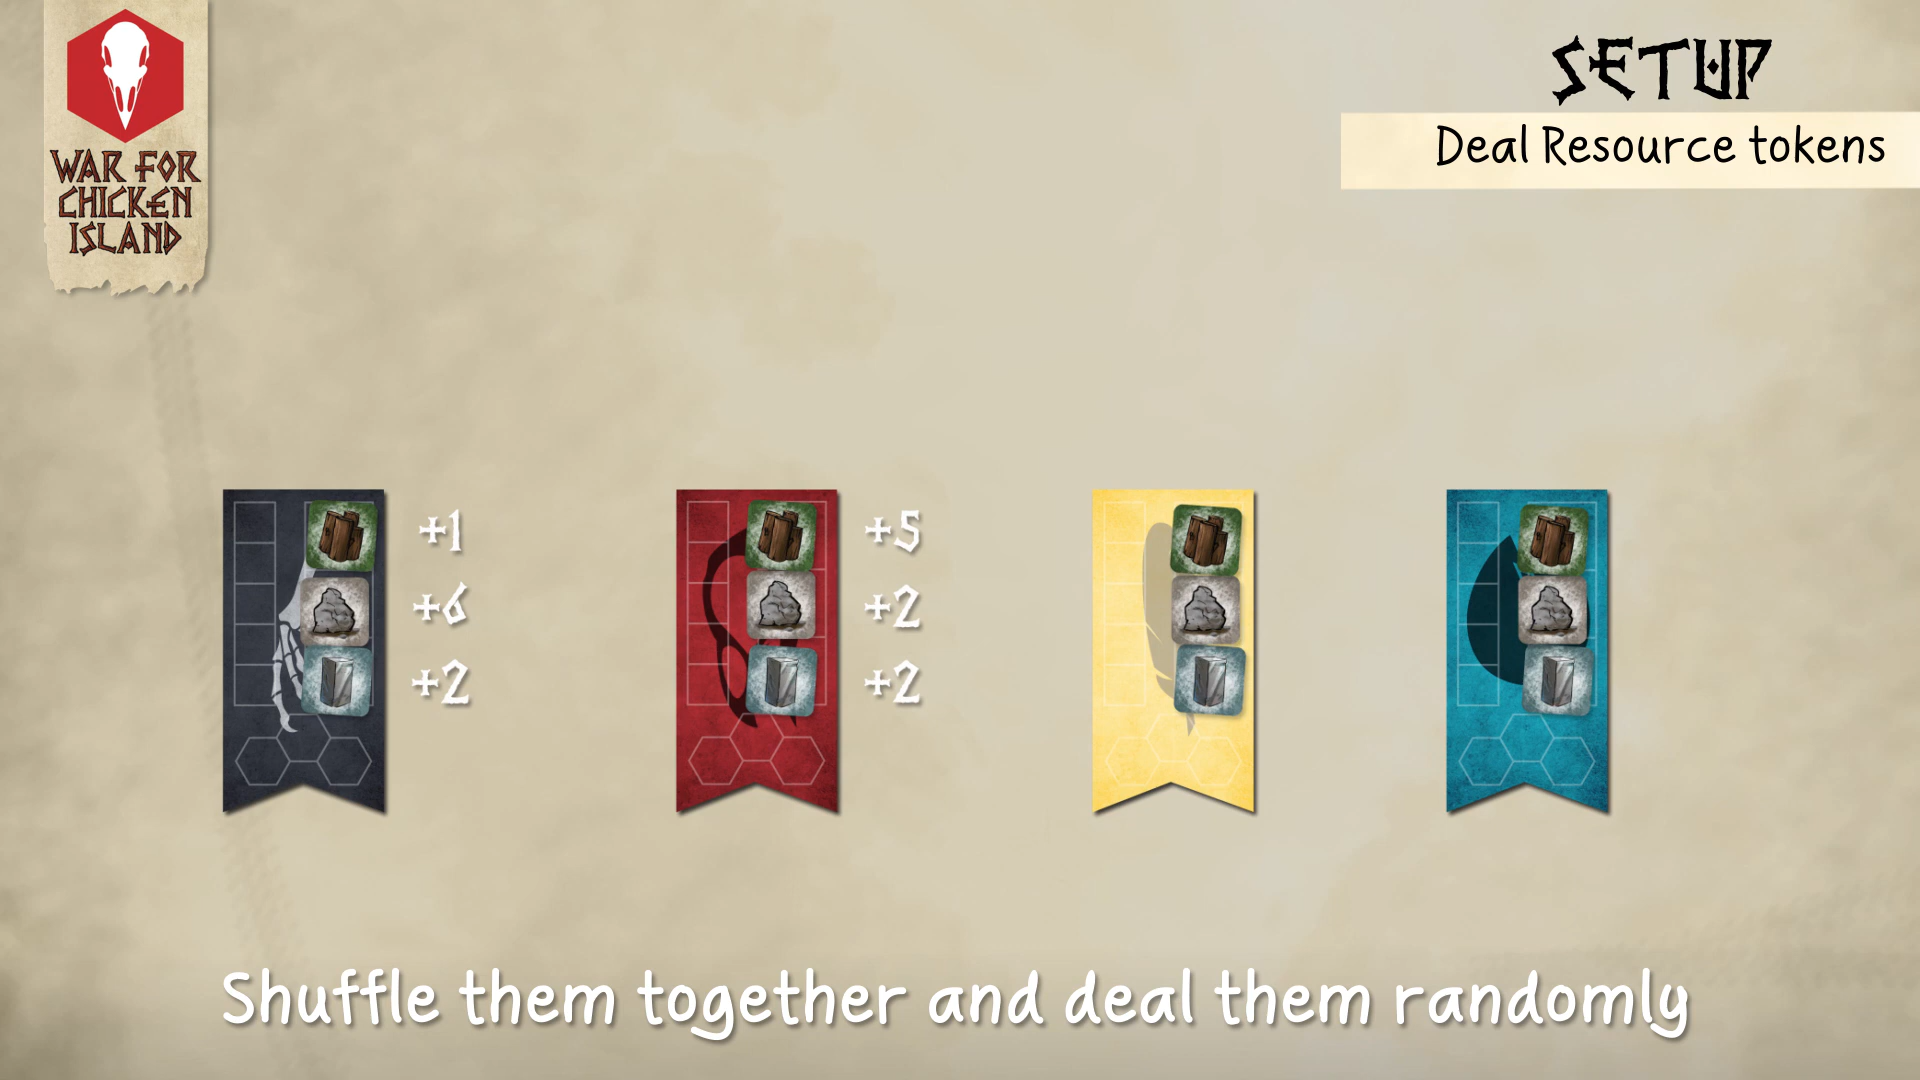 WAR FOR
CHICKEN
ISLAND
SETUP
Deal Resource tokens
+1
+6
+2
+5
+2
+2
Shuffle them together and deal them randomly